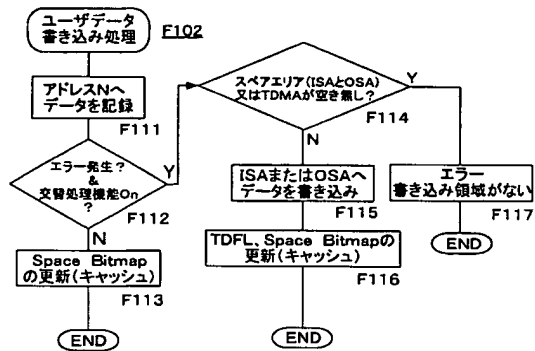 ユーザデータ
書き込み処理
F102
アドレスNへ
データを記録
F111
エラー発生?
&
交替処理機能On
?
F112
Y
N
Space Bitmap
の更新(キャッシュ)
F113
END
スペアエリア(ISAとOSA)
又はTDMAが空き無し?
F114
Y
N
ISAまたはOSAへ
データを書き込み
F115
TDFL、Space Bitmapの
更新(キャッシュ)
F116
END
エラー
書き込み領域がない
F117
END